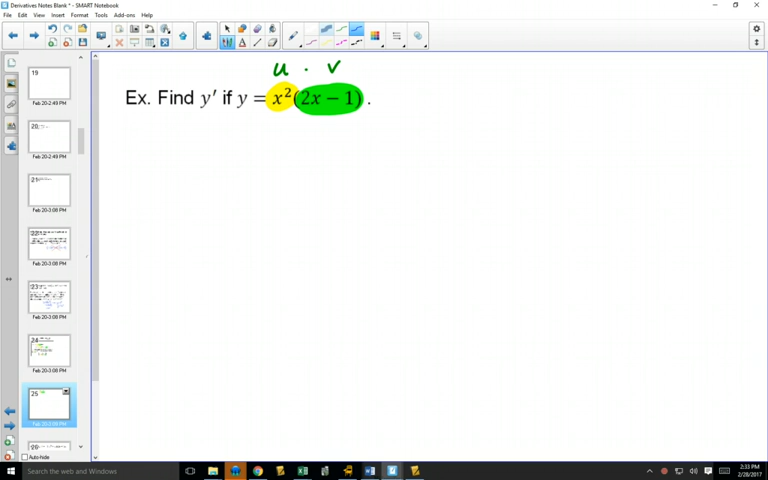 Derivatives Notes Blank * - SMART Notebook
File Edit View Insert Format Tools Add-ons Help
19
Feb 20-2:49 PM
20
Feb 20-2:49 PM
21
Feb 20-3:08 PM
22
Feb 20-3:08 PM
23
Feb 20-3:08 PM
24
Feb 20-3:08 PM
25
Auto-hide
u · v
Ex. Find y′ if y = x²(2x − 1) .
Search the web and Windows
2:33 PM
2/28/2017